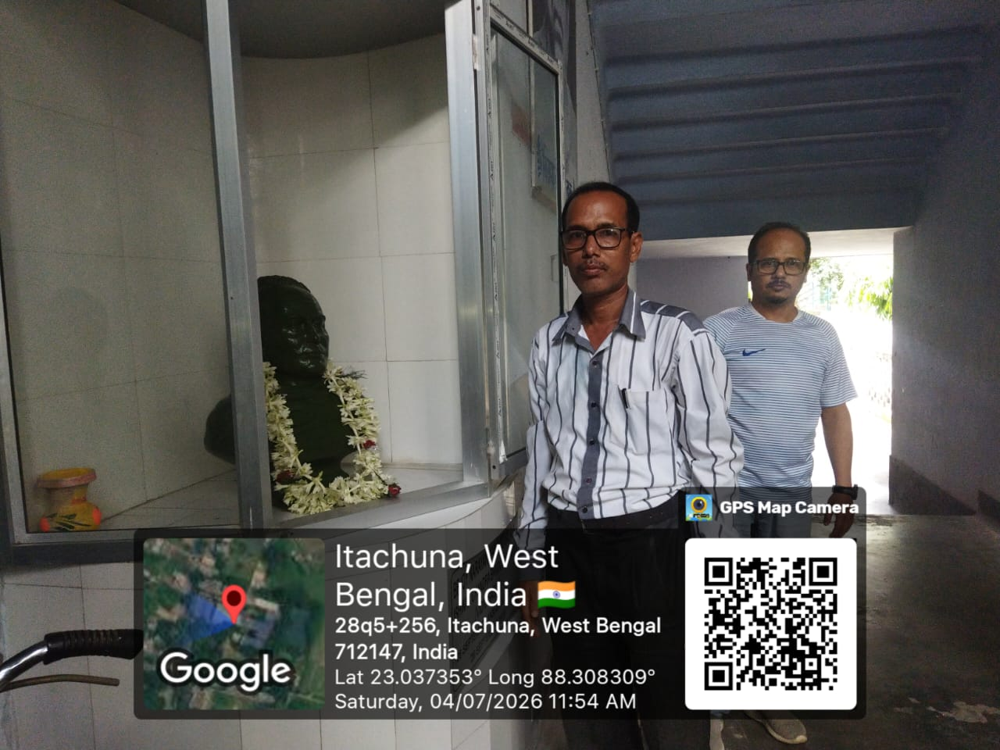 GPS Map Camera
Itachuna, West
Bengal, India
28q5+256, Itachuna, West Bengal
712147, India
Lat 23.037353° Long 88.308309°
Saturday, 04/07/2026 11:54 AM
Google